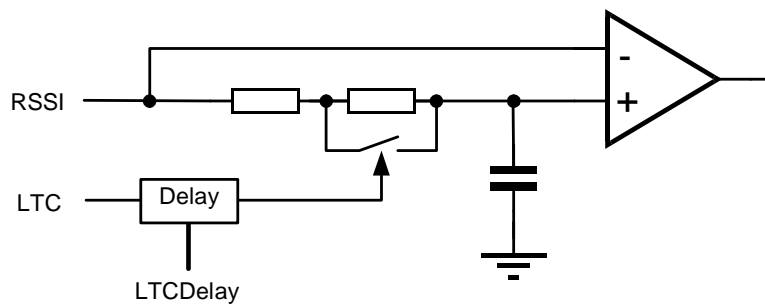 -
RSSI
+
LTC
Delay
LTCDelay